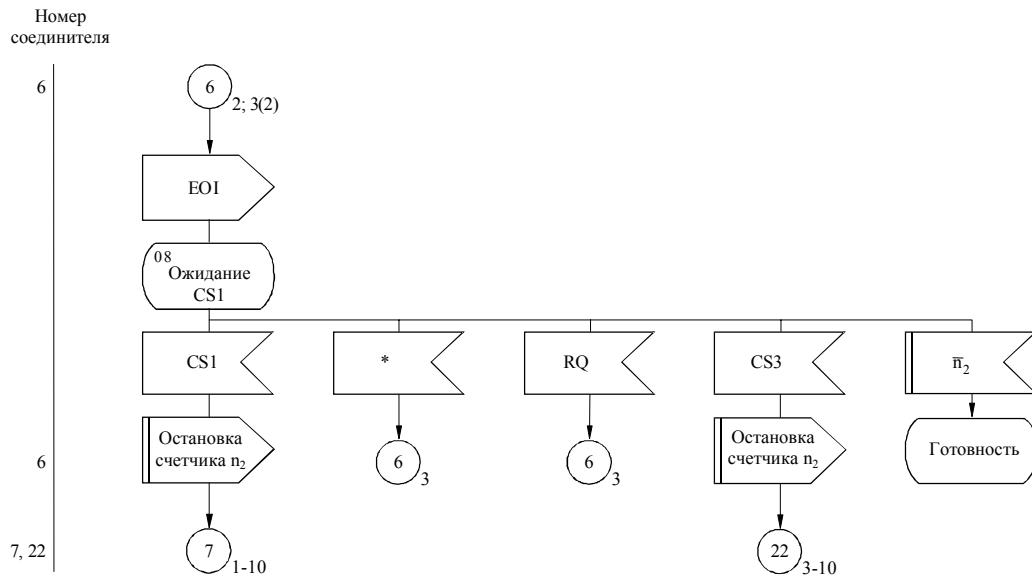 Номер
соединителя
6
6
2; 3(2)
EOI
08
Ожидание
CS1
CS1
*
RQ
CS3
n̅₂
Остановка
счетчика n₂
6
3
6
3
Остановка
счетчика n₂
Готовность
6
7, 22
7
1-10
22
3-10